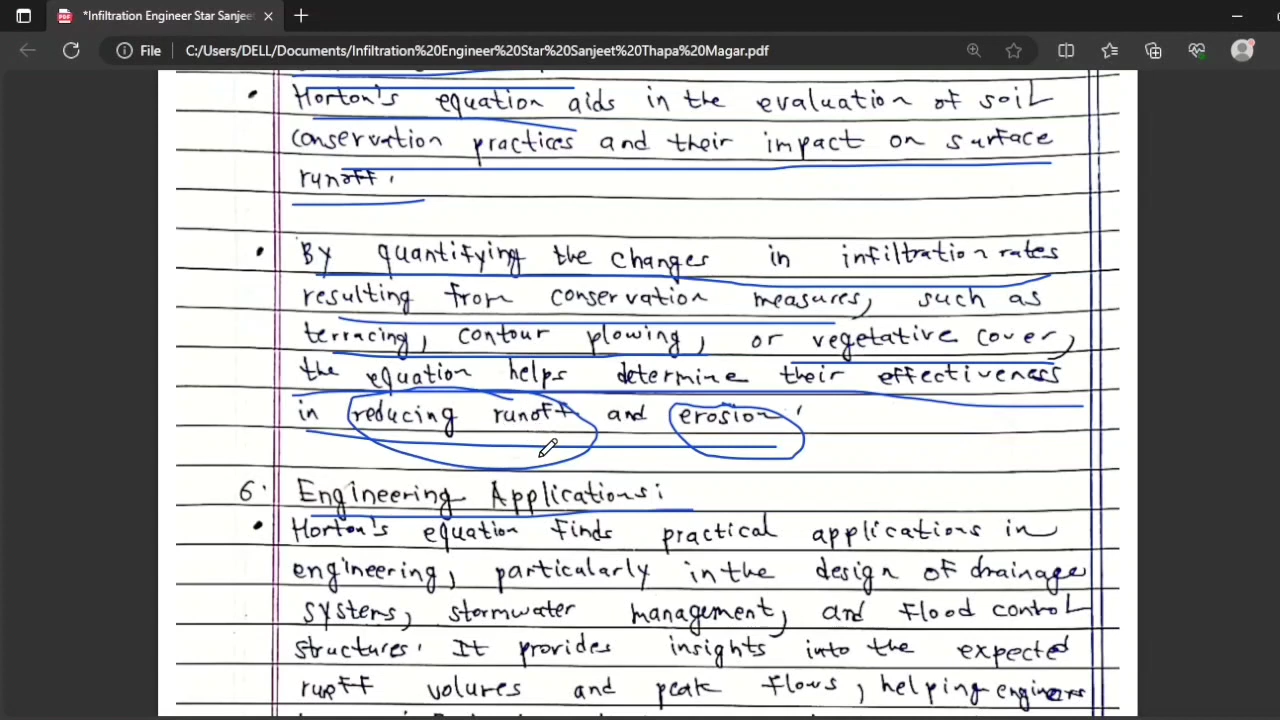 *Infiltration Engineer Star Sanjee
File
C:/Users/DELL/Documents/Infiltration%20Engineer%20Star%20Sanjeet%20Thapa%20Magar.pdf
• Horton's equation aids in the evaluation of soil
conservation practices and their impact on surface
runoff.
• By quantifying the changes in infiltration rates
resulting from conservation measures, such as
terracing, contour plowing, or vegetative cover,
the equation helps determine their effectiveness
in reducing runoff and erosion.
6. Engineering Applications:
• Horton's equation finds practical applications in
engineering, particularly in the design of drainage
systems, stormwater management, and flood control
structures. It provides insights into the expected
runoff volures and peak flows, helping engineers